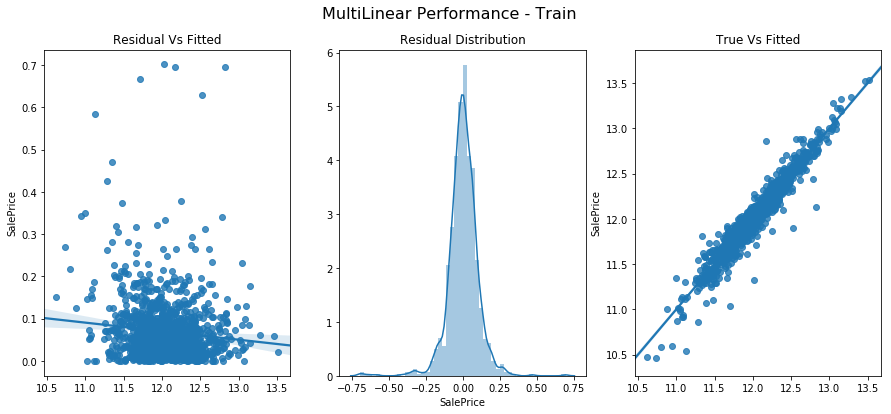 MultiLinear Performance - Train
Residual Vs Fitted
SalePrice
0.7
0.6
0.5
0.4
0.3
0.2
0.1
0.0
10.5 11.0 11.5 12.0 12.5 13.0 13.5
Residual Distribution
6
5
4
3
2
1
0
−0.75 −0.50 −0.25 0.00 0.25 0.50 0.75
SalePrice
True Vs Fitted
SalePrice
13.5
13.0
12.5
12.0
11.5
11.0
10.5
10.5 11.0 11.5 12.0 12.5 13.0 13.5